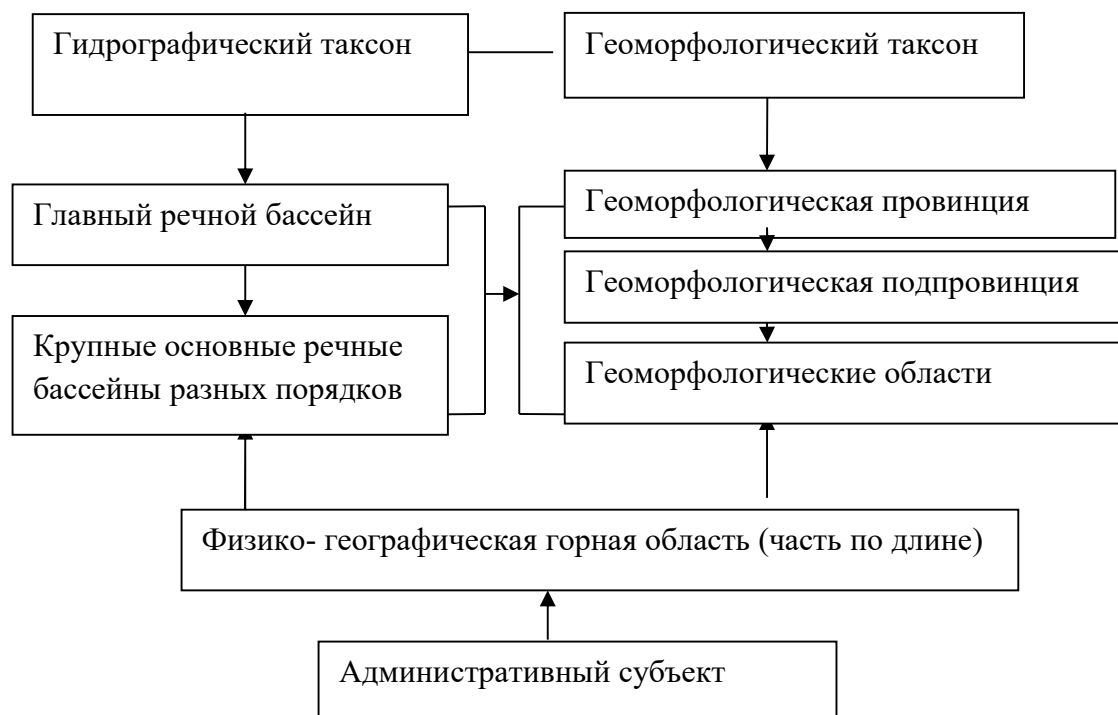 Гидрографический таксон
Геоморфологический таксон
Главный речной бассейн
Геоморфологическая провинция
Геоморфологическая подпровинция
Крупные основные речные
бассейны разных порядков
Геоморфологические области
Физико- географическая горная область (часть по длине)
Административный субъект